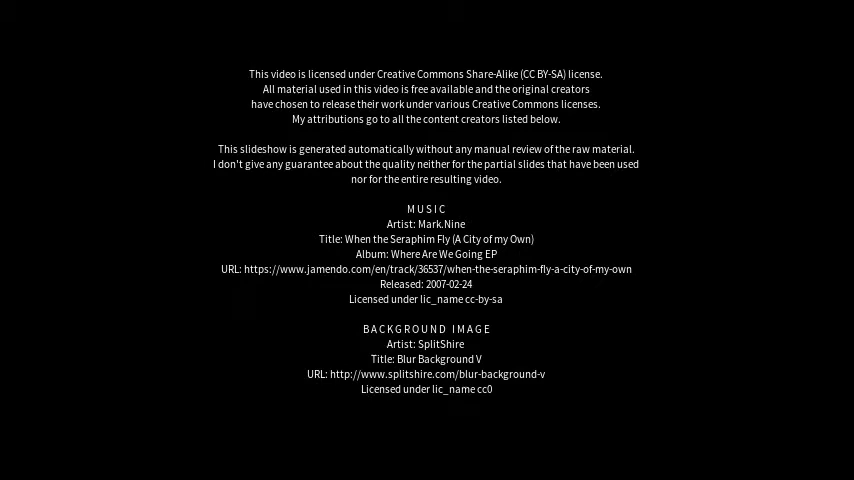 This video is licensed under Creative Commons Share-Alike (CC BY-SA) license.
All material used in this video is free available and the original creators
have chosen to release their work under various Creative Commons licenses.
My attributions go to all the content creators listed below.
This slideshow is generated automatically without any manual review of the raw material.
I don't give any guarantee about the quality neither for the partial slides that have been used
nor for the entire resulting video.
MUSIC
Artist: Mark.Nine
Title: When the Seraphim Fly (A City of my Own)
Album: Where Are We Going EP
URL: https://www.jamendo.com/en/track/36537/when-the-seraphim-fly-a-city-of-my-own
Released: 2007-02-24
Licensed under lic_name cc-by-sa
BACKGROUND IMAGE
Artist: SplitShire
Title: Blur Background V
URL: http://www.splitshire.com/blur-background-v
Licensed under lic_name cc0